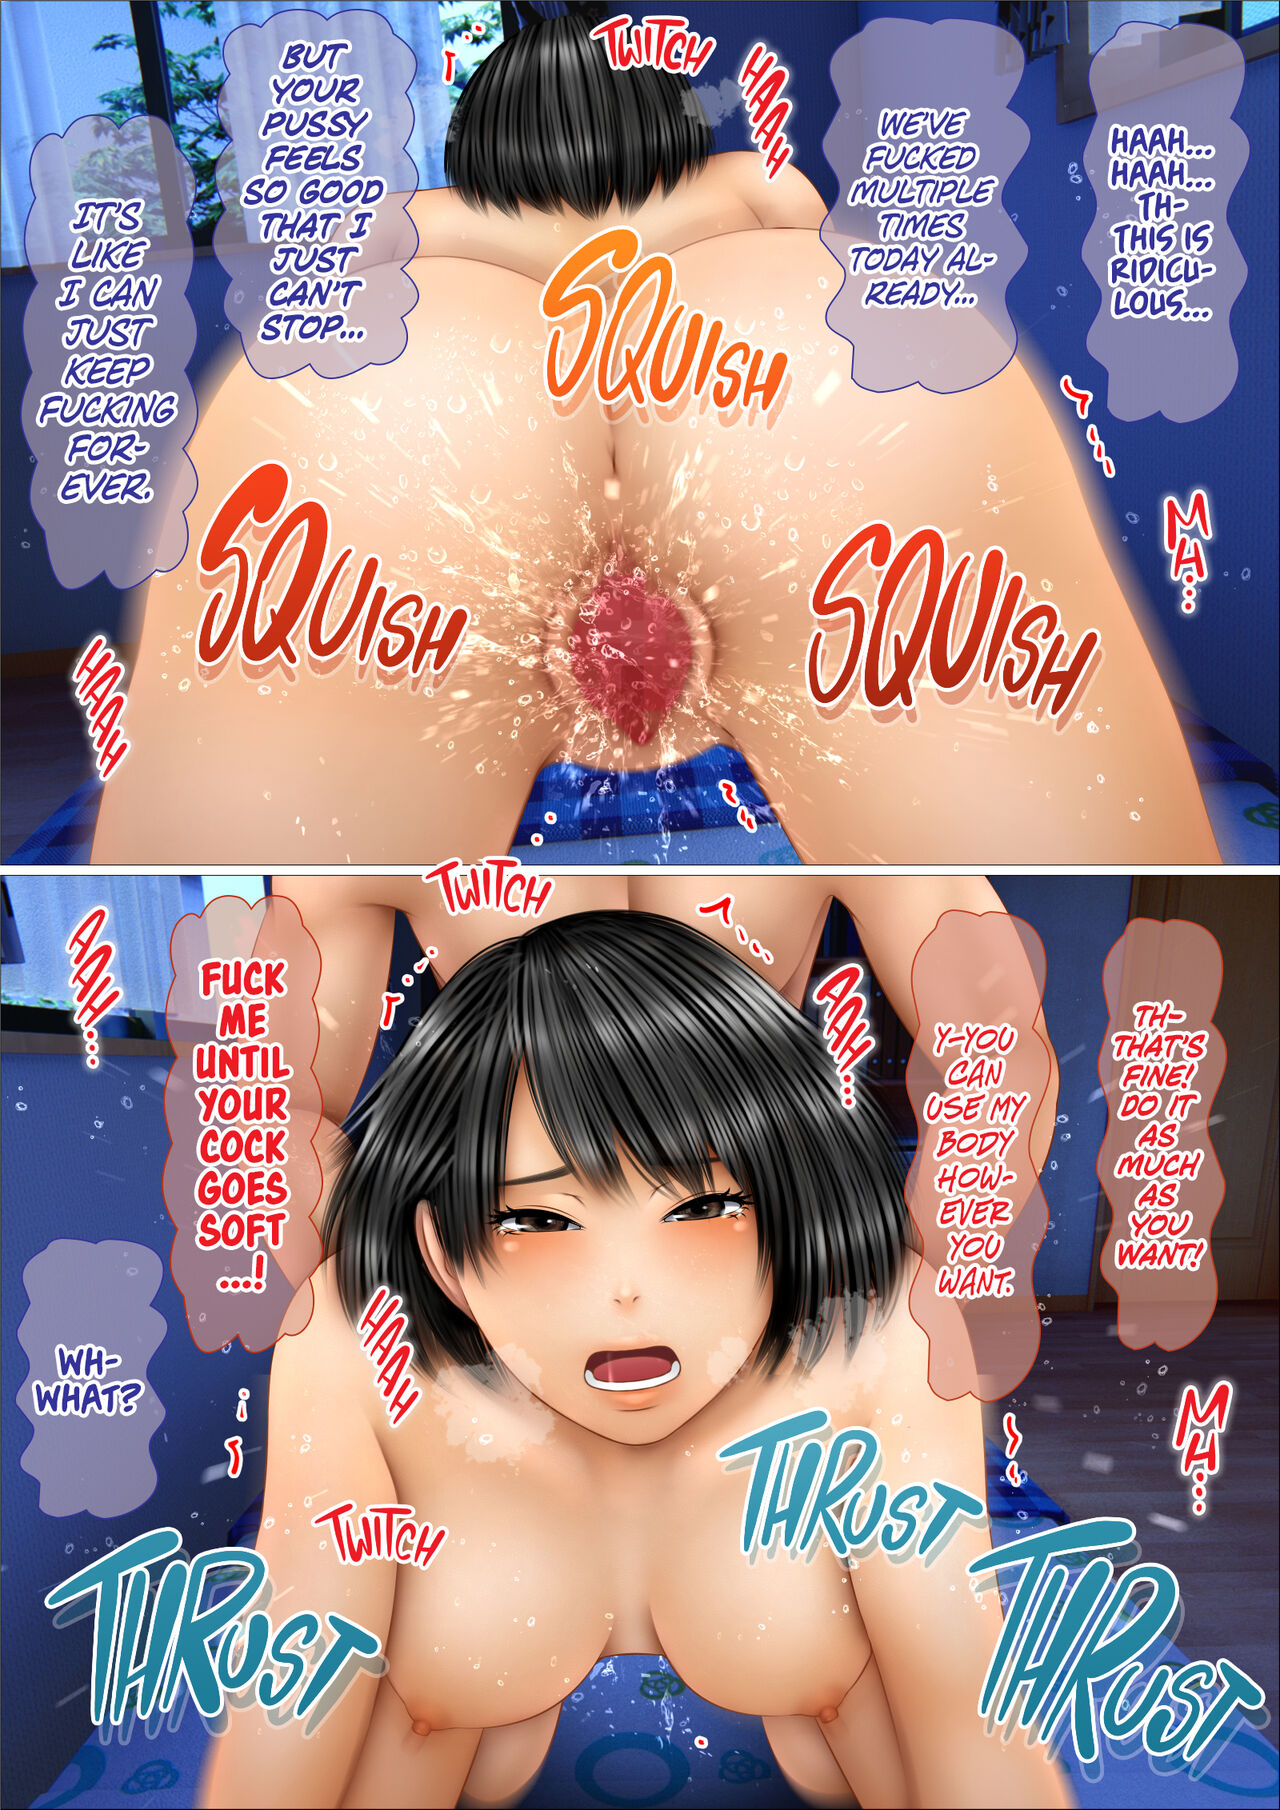 HAAH...
HAAH...
TH-
THIS IS
RIDICU-
LOUS...
WE'VE
FUCKED
MULTIPLE
TIMES
TODAY AL-
READY...
TWITCH
HAAH
BUT
YOUR
PUSSY
FEELS
SO GOOD
THAT I
JUST
CAN'T
STOP...
IT'S
LIKE
I CAN
JUST
KEEP
FUCKING
FOR-
EVER.
SQUISH
MH...
SQUISH
SQUISH
HAAH
TH-
THAT'S
FINE!
DO IT
AS
MUCH
AS
YOU
WANT!
Y-YOU
CAN
USE MY
BODY
HOW-
EVER
YOU
WANT.
TWITCH
AAH...
AAH...
FUCK
ME
UNTIL
YOUR
COCK
GOES
SOFT
...!
WH-
WHAT?
HAAH
MH...
THRUST
TWITCH
THRUST
THRUST